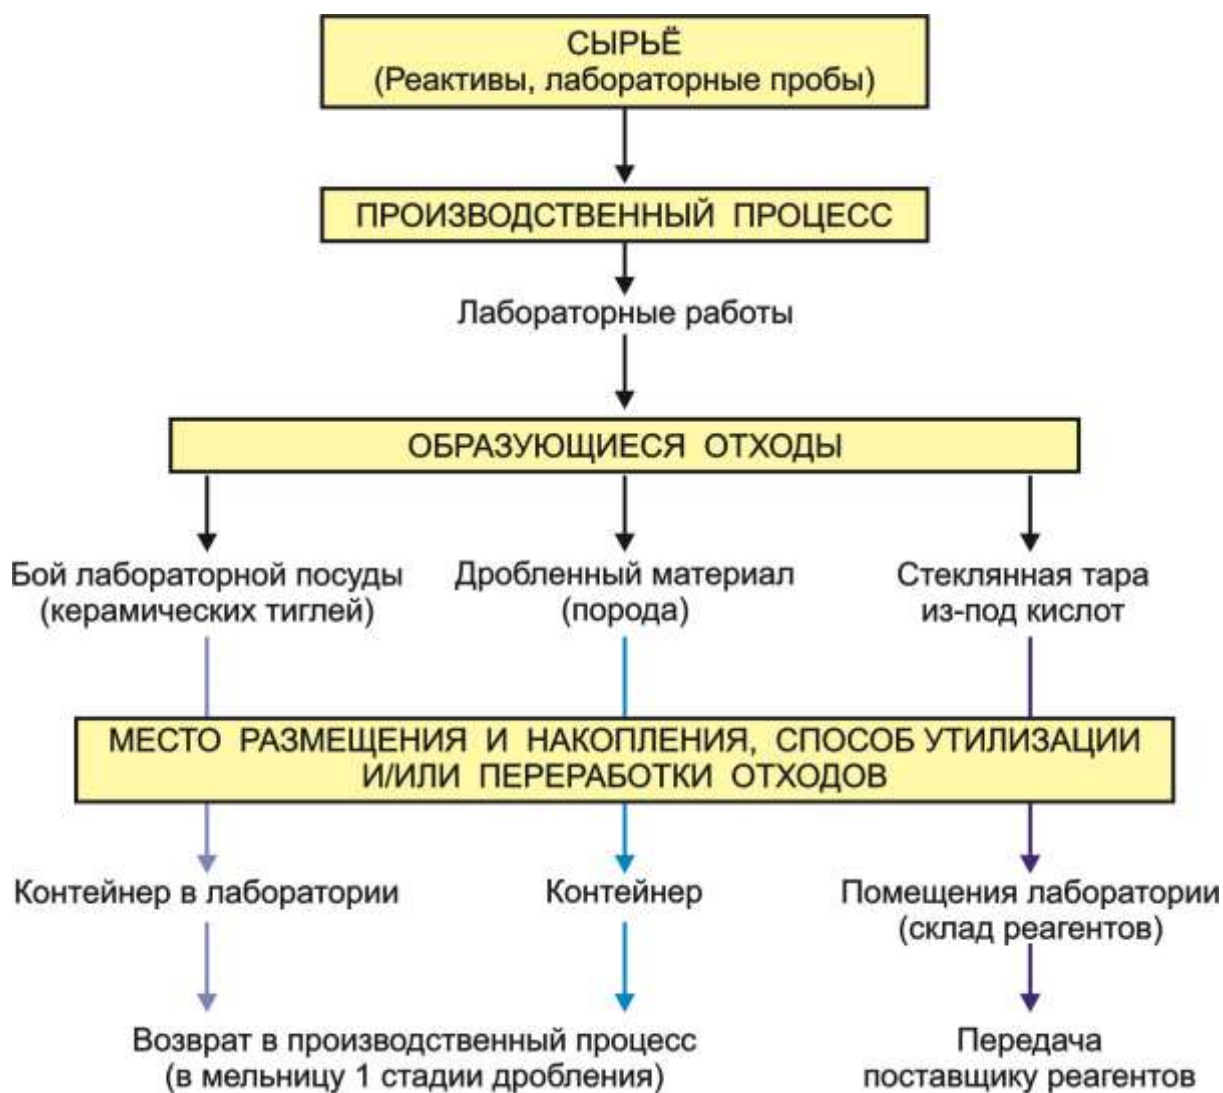 СЫРЬЁ
(Реактивы, лабораторные пробы)
ПРОИЗВОДСТВЕННЫЙ ПРОЦЕСС
Лабораторные работы
ОБРАЗУЮЩИЕСЯ ОТХОДЫ
Бой лабораторной посуды
(керамических тиглей)
Дробленный материал
(порода)
Стеклянная тара
из-под кислот
МЕСТО РАЗМЕЩЕНИЯ И НАКОПЛЕНИЯ, СПОСОБ УТИЛИЗАЦИИ
И/ИЛИ ПЕРЕРАБОТКИ ОТХОДОВ
Контейнер в лаборатории
Контейнер
Помещения лаборатории
(склад реагентов)
Возврат в производственный процесс
(в мельницу 1 стадии дробления)
Передача
поставщику реагентов